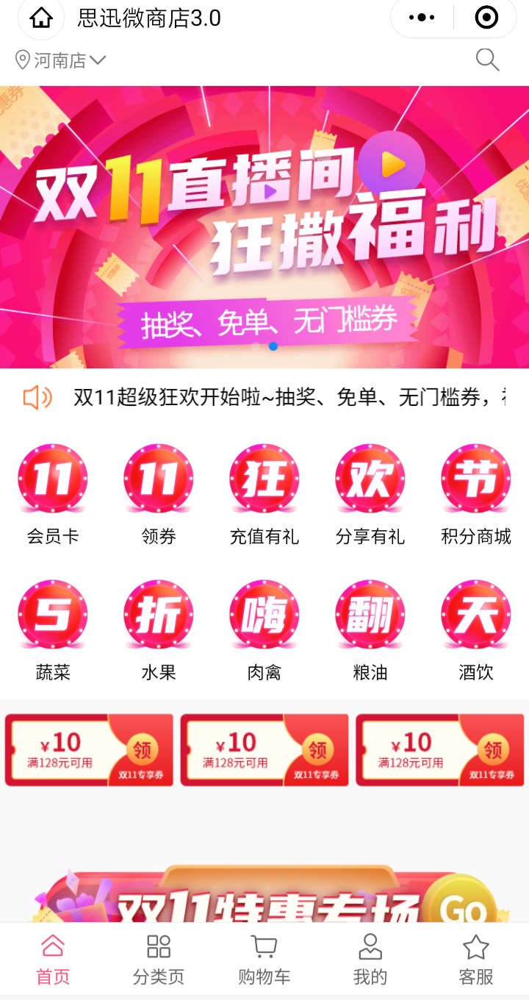 思迅微商店3.0
河南店
双11直播间
狂撒福利
抽奖、免单、无门槛券
双11超级狂欢开始啦~抽奖、免单、无门槛券，
11 11 狂 欢 节
会员卡 领券 充值有礼 分享有礼 积分商城
5 折 嗨 翻 天
蔬菜 水果 肉禽 粮油 酒饮
¥10 领 ¥10 领 ¥10 领
满128元可用 满128元可用 满128元可用
双11专享券 双11专享券 双11专享券
双11特惠专场 Go
首页 分类页 购物车 我的 客服